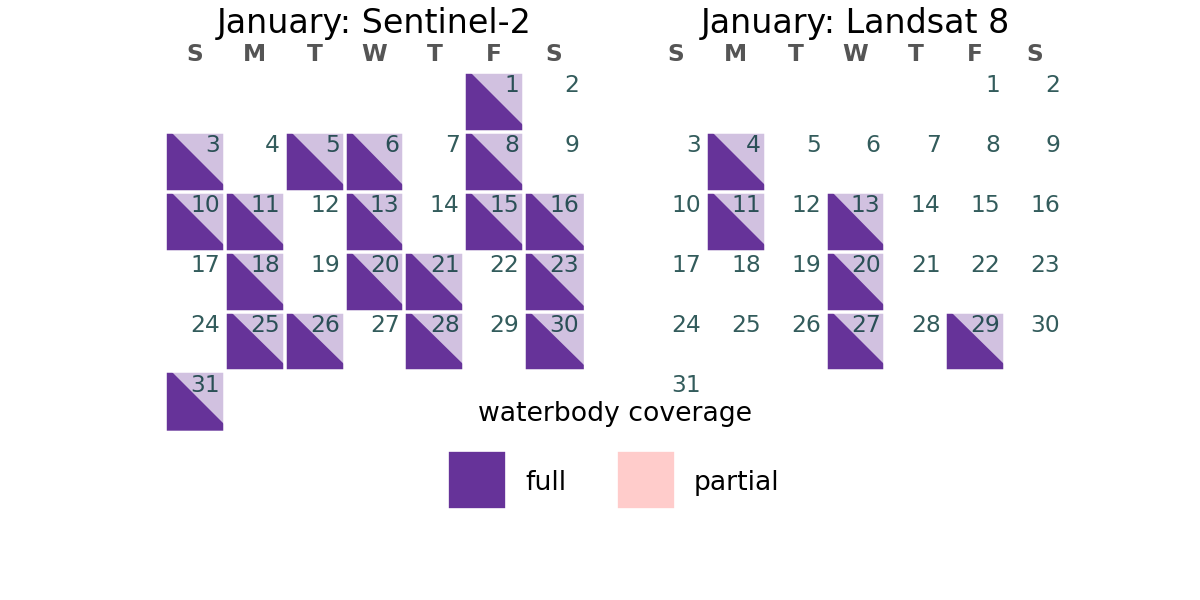 January: Sentinel-2
S M T W T F S
1 2
3 4 5 6 7 8 9
10 11 12 13 14 15 16
17 18 19 20 21 22 23
24 25 26 27 28 29 30
31
January: Landsat 8
S M T W T F S
1 2
3 4 5 6 7 8 9
10 11 12 13 14 15 16
17 18 19 20 21 22 23
24 25 26 27 28 29 30
31
waterbody coverage
full
partial